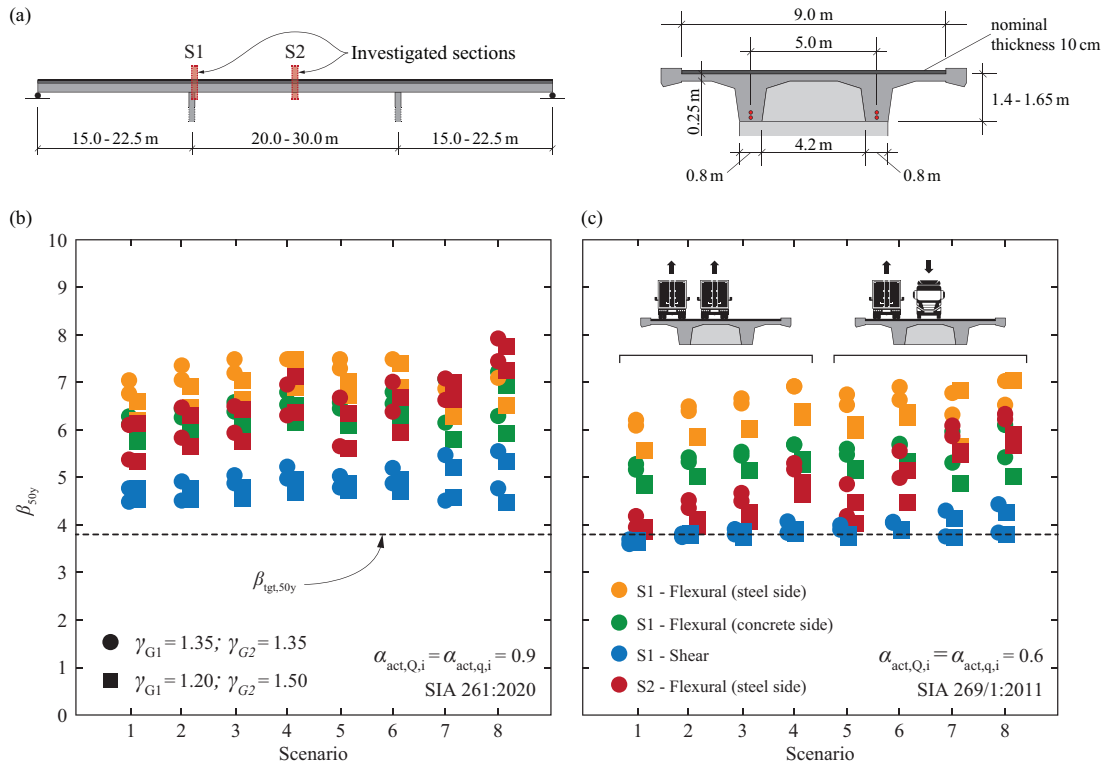 (a)
S1
S2
Investigated sections
15.0 - 22.5 m
20.0 - 30.0 m
15.0 - 22.5 m
9.0 m
5.0 m
nominal
thickness 10 cm
0.25 m
1.4 - 1.65 m
4.2 m
0.8 m
0.8 m
(b)
10
9
8
7
6
5
4
3
2
1
0
β50y
βtgt,50y
γG1 = 1.35; γG2 = 1.35
γG1 = 1.20; γG2 = 1.50
αact,Q,i = αact,q,i = 0.9
SIA 261:2020
1 2 3 4 5 6 7 8
Scenario
(c)
S1 - Flexural (steel side)
S1 - Flexural (concrete side)
S1 - Shear
S2 - Flexural (steel side)
αact,Q,i = αact,q,i = 0.6
SIA 269/1:2011
1 2 3 4 5 6 7 8
Scenario